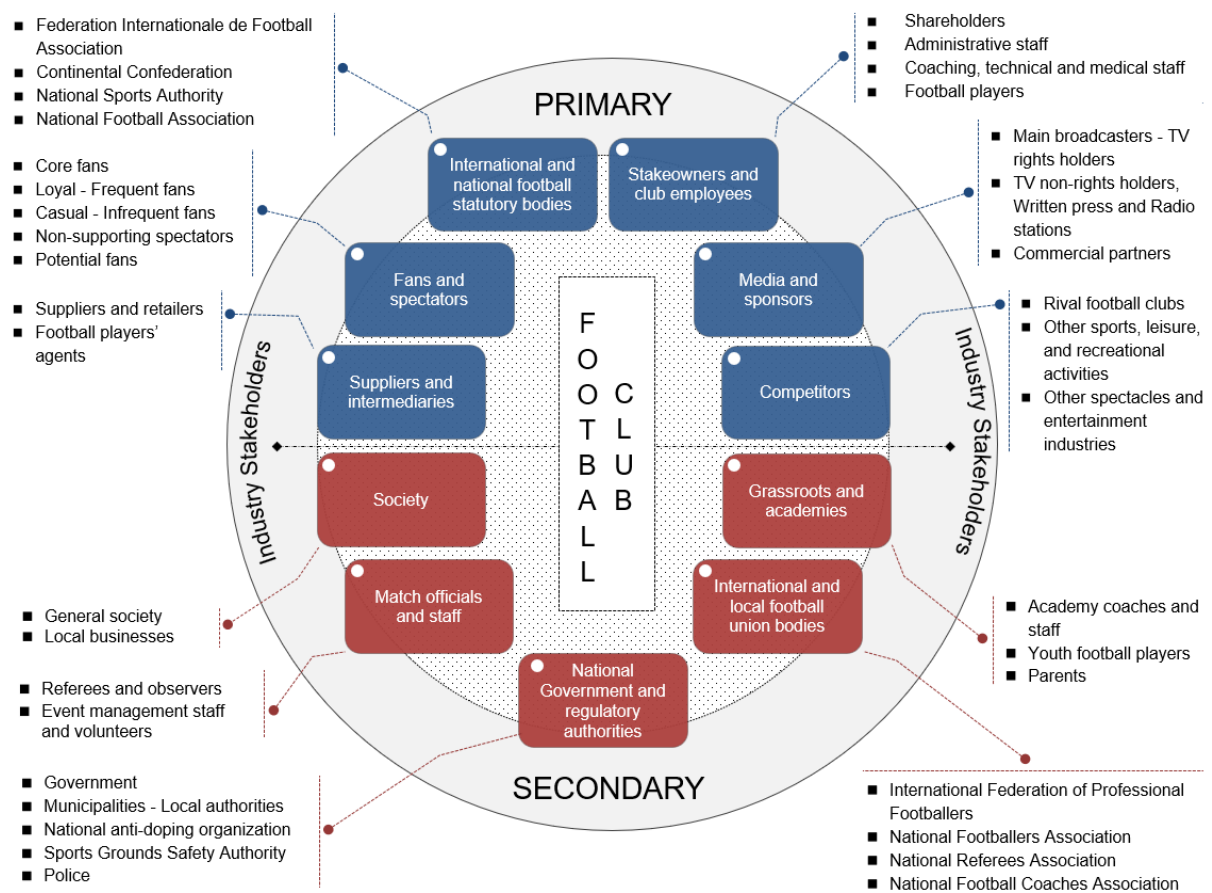 ■ Federation Internationale de Football
Association
■ Continental Confederation
■ National Sports Authority
■ National Football Association
■ Shareholders
■ Administrative staff
■ Coaching, technical and medical staff
■ Football players
PRIMARY
■ Core fans
■ Loyal - Frequent fans
■ Casual - Infrequent fans
■ Non-supporting spectators
■ Potential fans
International and
national football
statutory bodies
Stakeowners and
club employees
■ Main broadcasters - TV
rights holders
■ TV non-rights holders,
Written press and Radio
stations
■ Commercial partners
Fans and
spectators
Media and
sponsors
■ Suppliers and retailers
■ Football players’
agents
■ Rival football clubs
■ Other sports, leisure,
and recreational
activities
■ Other spectacles and
entertainment
industries
Suppliers and
intermediaries
Competitors
FOOTBALL
CLUB
Industry Stakeholders
Industry Stakeholders
Society
Grassroots and
academies
Match officials
and staff
International and
local football
union bodies
National
Government and
regulatory
authorities
■ General society
■ Local businesses
■ Academy coaches and
staff
■ Youth football players
■ Parents
■ Referees and observers
■ Event management staff
and volunteers
SECONDARY
■ Government
■ Municipalities - Local authorities
■ National anti-doping organization
■ Sports Grounds Safety Authority
■ Police
■ International Federation of Professional
Footballers
■ National Footballers Association
■ National Referees Association
■ National Football Coaches Association